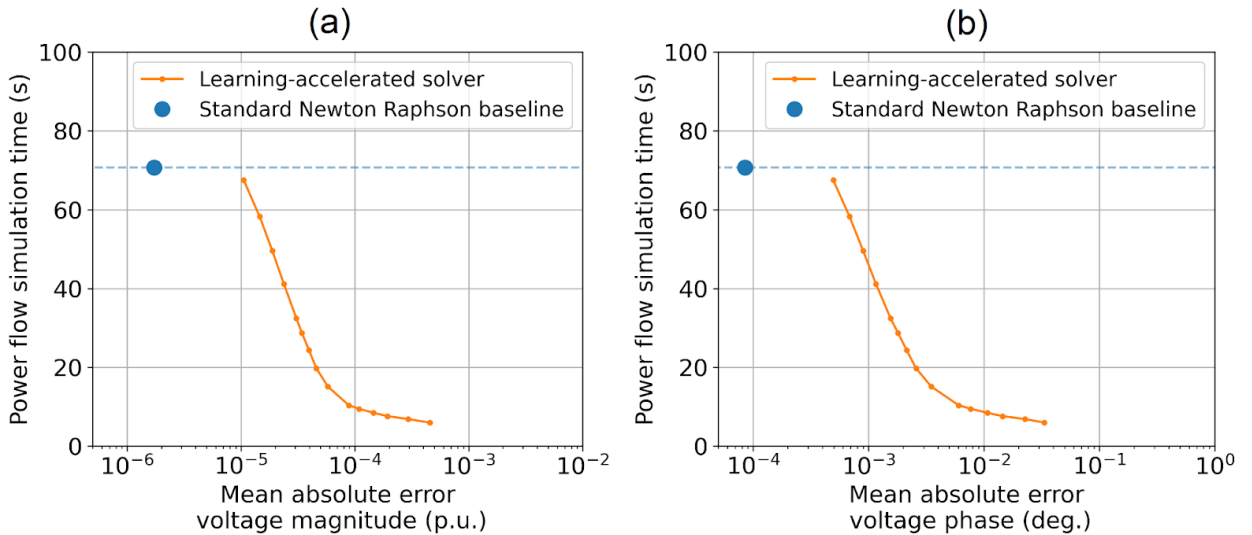 (a)
Power flow simulation time (s)
100
80
60
40
20
0
Learning-accelerated solver
Standard Newton Raphson baseline
10⁻⁶
10⁻⁵
10⁻⁴
10⁻³
10⁻²
Mean absolute error
voltage magnitude (p.u.)
(b)
Power flow simulation time (s)
100
80
60
40
20
0
Learning-accelerated solver
Standard Newton Raphson baseline
10⁻⁴
10⁻³
10⁻²
10⁻¹
10⁰
Mean absolute error
voltage phase (deg.)